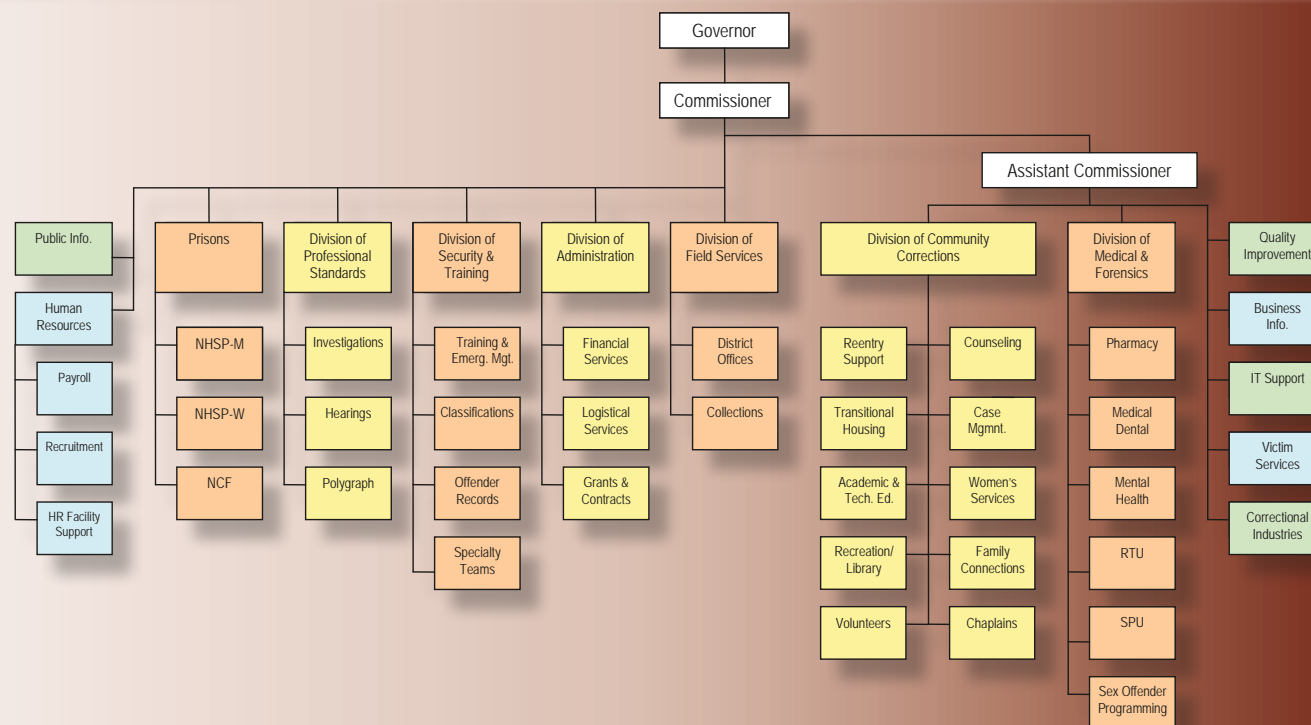 Governor
Commissioner
Assistant Commissioner
Public Info.
Human
Resources
Payroll
Recruitment
HR Facility
Support
Prisons
NHSP-M
NHSP-W
NCF
Division of
Professional
Standards
Investigations
Hearings
Polygraph
Division of
Security &
Training
Training &
Emerg. Mgt.
Classifications
Offender
Records
Specialty
Teams
Division of
Administration
Financial
Services
Logistical
Services
Grants &
Contracts
Division of
Field Services
District
Offices
Collections
Division of Community
Corrections
Reentry
Support
Transitional
Housing
Academic &
Tech. Ed.
Recreation/
Library
Volunteers
Counseling
Case
Mgmnt.
Women's
Services
Family
Connections
Chaplains
Division of
Medical &
Forensics
Pharmacy
Medical
Dental
Mental
Health
RTU
SPU
Sex Offender
Programming
Quality
Improvement
Business
Info.
IT Support
Victim
Services
Correctional
Industries